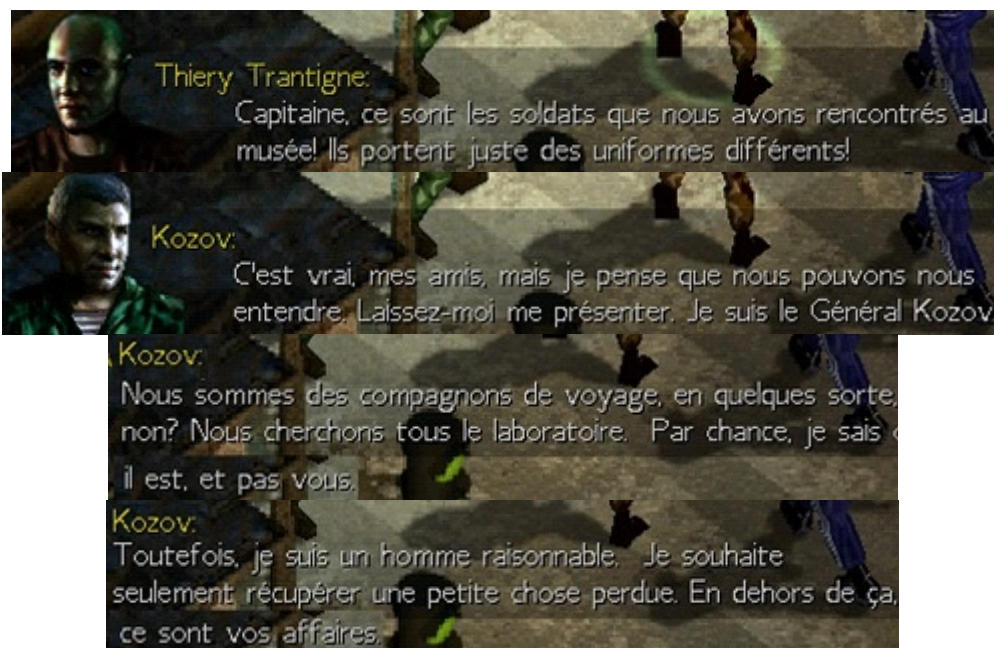 Thiery Trantigne:
Capitaine, ce sont les soldats que nous avons rencontrés au
musée! Ils portent juste des uniformes différents!
Kozov:
C'est vrai, mes amis, mais je pense que nous pouvons nous
entendre. Laissez-moi me présenter. Je suis le Général Kozov
Kozov:
Nous sommes des compagnons de voyage, en quelques sorte,
non? Nous cherchons tous le laboratoire. Par chance, je sais
il est, et pas vous.
Kozov:
Toutefois, je suis un homme raisonnable. Je souhaite
seulement récupérer une petite chose perdue. En dehors de ça,
ce sont vos affaires.